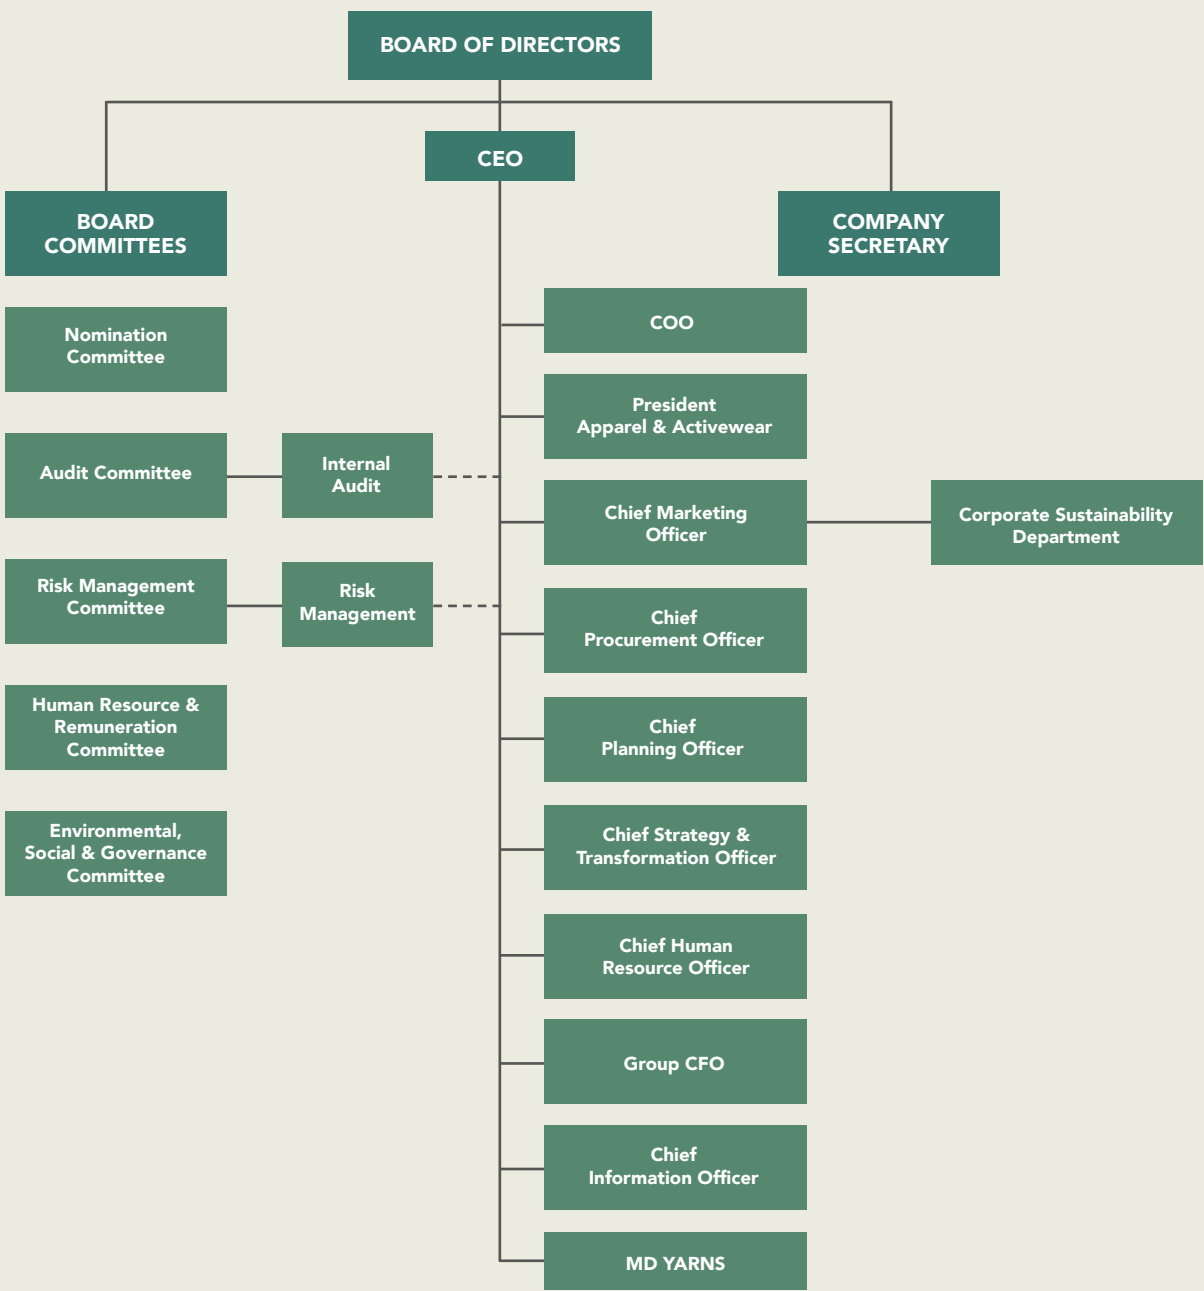 BOARD OF DIRECTORS
CEO
BOARD
COMMITTEES
COMPANY
SECRETARY
Nomination
Committee
Audit Committee
Internal
Audit
Risk Management
Committee
Risk
Management
Human Resource &
Remuneration
Committee
Environmental,
Social & Governance
Committee
COO
President
Apparel & Activewear
Chief Marketing
Officer
Corporate Sustainability
Department
Chief
Procurement Officer
Chief
Planning Officer
Chief Strategy &
Transformation Officer
Chief Human
Resource Officer
Group CFO
Chief
Information Officer
MD YARNS